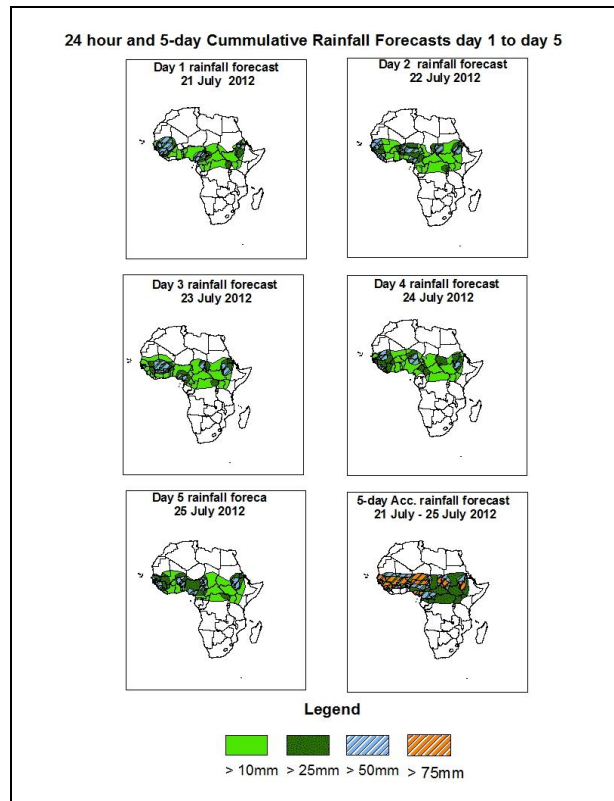 24 hour and 5-day Cummulative Rainfall Forecasts day 1 to day 5
Day 1 rainfall forecast
21 July 2012
Day 2 rainfall forecast
22 July 2012
Day 3 rainfall forecast
23 July 2012
Day 4 rainfall forecast
24 July 2012
Day 5 rainfall foreca
25 July 2012
5-day Acc. rainfall forecast
21 July - 25 July 2012
Legend
> 10mm > 25mm > 50mm > 75mm